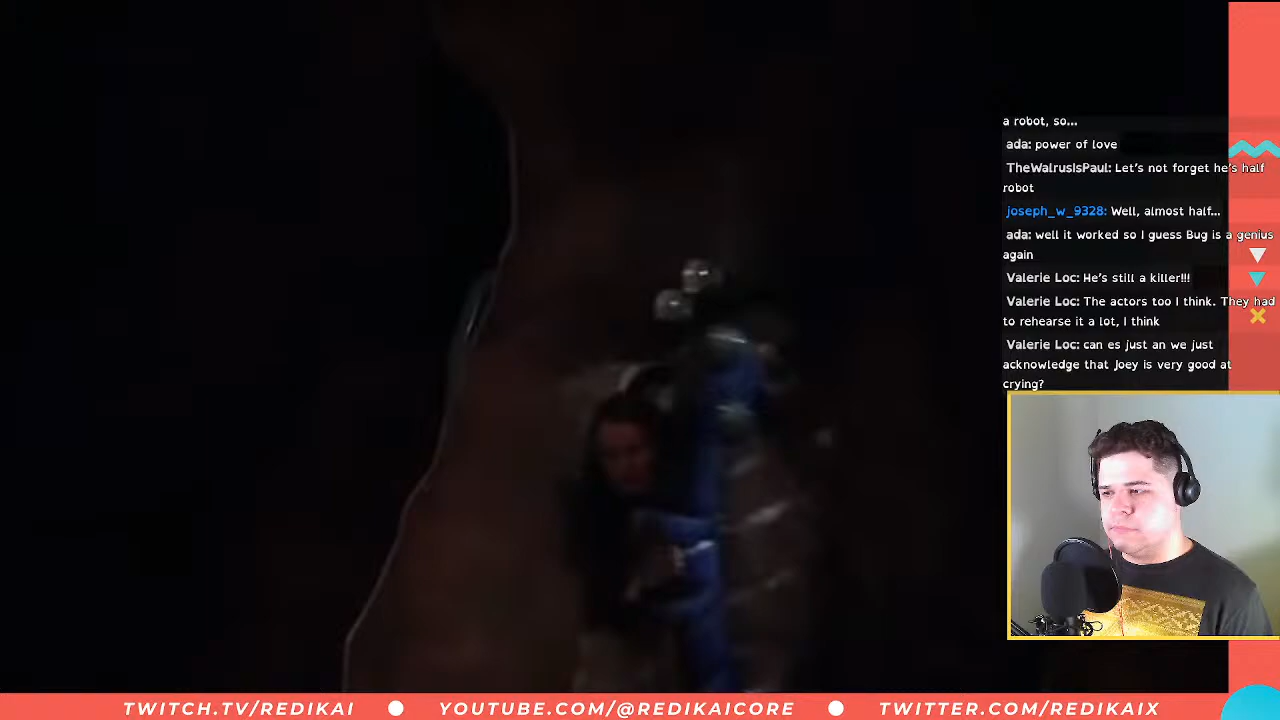 a robot, so...
ada: power of love
TheWalrusIsPaul: Let's not forget he's half
robot
joseph_w_9328: Well, almost half...
ada: well it worked so I guess Bug is a genius
again
Valerie Loc: He's still a killer!!!
Valerie Loc: The actors too I think. They had
to rehearse it a lot, I think
Valerie Loc: can es just an we just
acknowledge that Joey is very good at
crying?
TWITCH.TV/REDIKAI
YOUTUBE.COM/@REDIKAICORE
TWITTER.COM/REDIKAIX